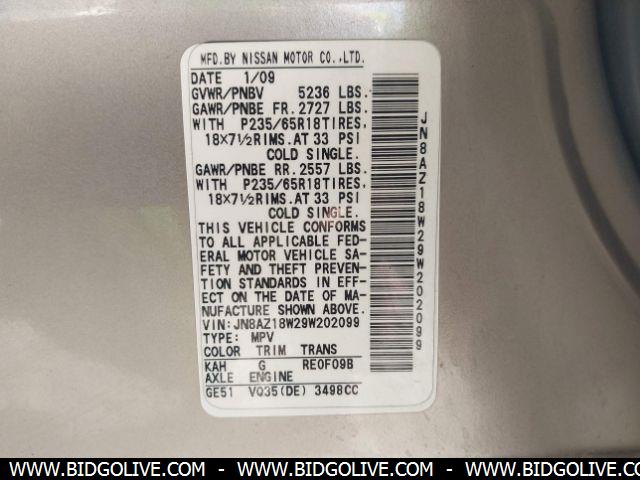 MFD.BY NISSAN MOTOR CO.,LTD.
DATE 1/09
GVWR/PNBV 5236 LBS.
GAWR/PNBE FR.2727 LBS.
WITH P235/65R18TIRES.
18X7½RIMS.AT 33 PSI
COLD SINGLE.
GAWR/PNBE RR.2557 LBS.
WITH P235/65R18TIRES.
18X7½RIMS.AT 33 PSI
COLD SINGLE.
THIS VEHICLE CONFORMS
TO ALL APPLICABLE FED-
ERAL MOTOR VEHICLE SA-
FETY AND THEFT PREVEN-
TION STANDARDS IN EFF-
ECT ON THE DATE OF MA-
NUFACTURE SHOWN ABOVE.
VIN:JN8AZ18W29W202099
TYPE: MPV
COLOR TRIM TRANS
KAH G RE0F09B
AXLE ENGINE
GE51 VQ35(DE) 3498CC
JN8AZ18W29W202099
WWW.BIDGOLIVE.COM - WWW.BIDGOLIVE.COM - WWW.BIDGOLIVE.COM